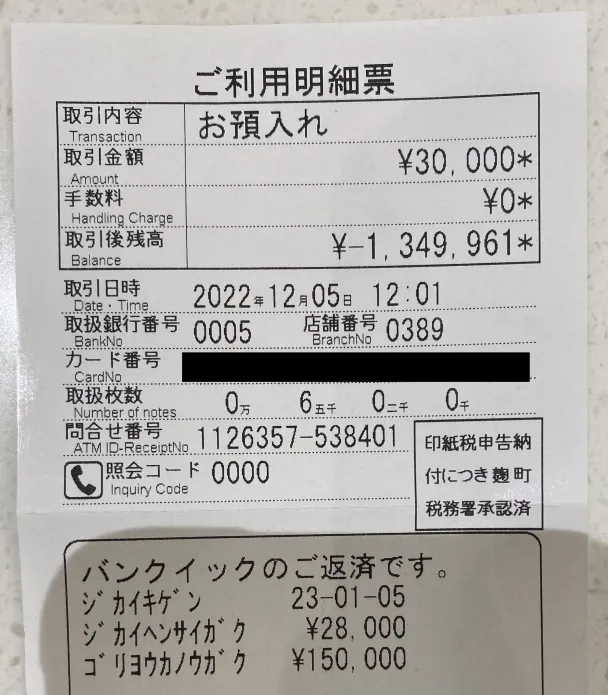 ご利用明細票
取引内容 お預入れ
Transaction
取引金額 ¥30,000*
Amount
手数料 ¥0*
Handling Charge
取引後残高 ¥-1,349,961*
Balance
取引日時 2022年12月05日 12:01
Date・Time
取扱銀行番号 0005 店舗番号 0389
BankNo BranchNo
カード番号
CardNo
取扱枚数 0万 6五千 0二千 0千
Number of notes
問合せ番号 1126357-538401
ATM ID-ReceiptNo
照会コード 0000
Inquiry Code
印紙税申告納
付につき麹町
税務署承認済
バンクイックのご返済です。
ジカイキゲン 23-01-05
ジカイヘンサイガク ¥28,000
ゴリヨウカノウガク ¥150,000